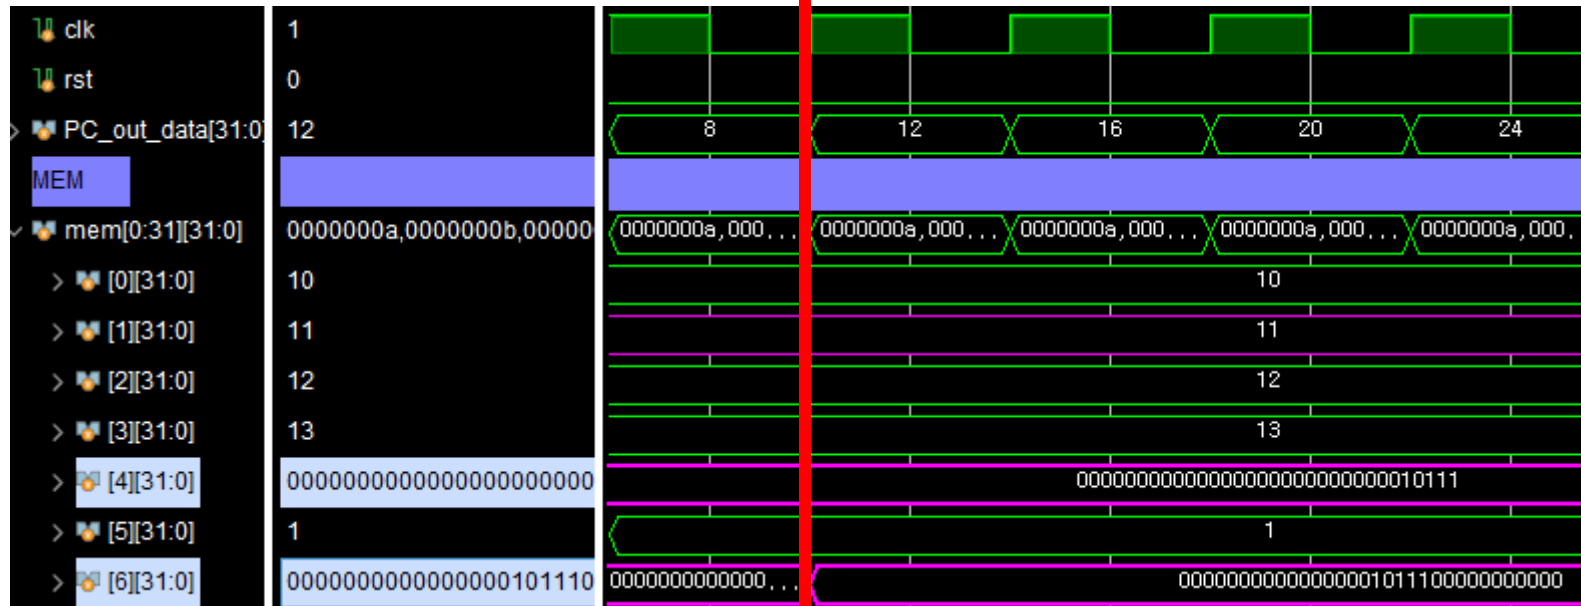 clk 1
rst 0
PC_out_data[31:0] 12 8 12 16 20 24
MEM
mem[0:31][31:0] 0000000a,0000000b,00000 0000000a,000... 0000000a,000... 0000000a,000... 0000000a,000... 0000000a,000.
[0][31:0] 10 10
[1][31:0] 11 11
[2][31:0] 12 12
[3][31:0] 13 13
[4][31:0] 0000000000000000000000 00000000000000000000000000010111
[5][31:0] 1 1
[6][31:0] 0000000000000000101110 0000000000000... 00000000000000001011100000000000